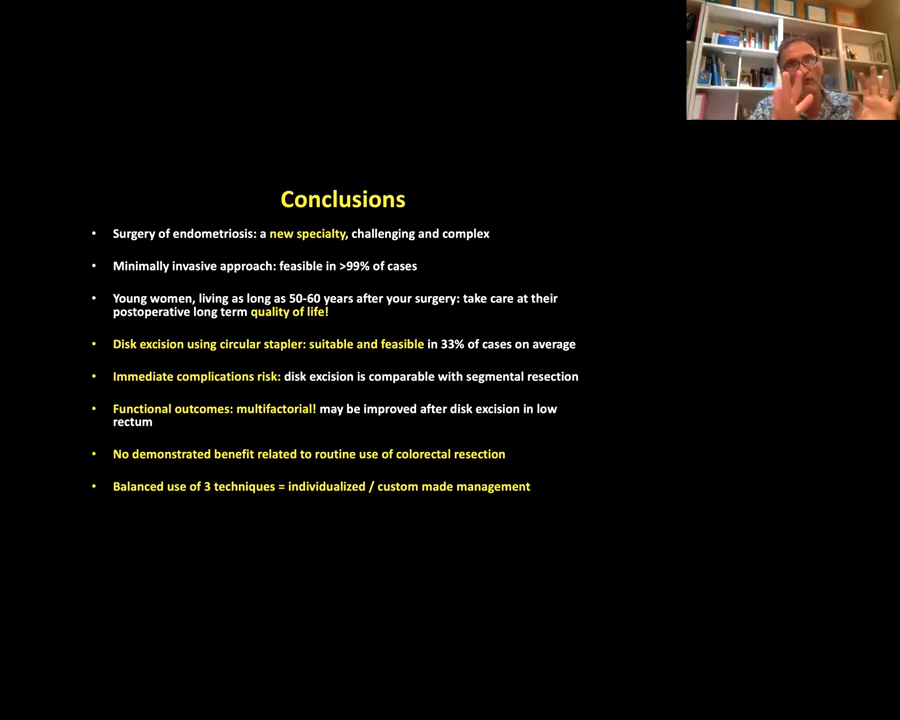 Conclusions
• Surgery of endometriosis: a new specialty, challenging and complex
• Minimally invasive approach: feasible in >99% of cases
• Young women, living as long as 50-60 years after your surgery: take care at their
postoperative long term quality of life!
• Disk excision using circular stapler: suitable and feasible in 33% of cases on average
• Immediate complications risk: disk excision is comparable with segmental resection
• Functional outcomes: multifactorial! may be improved after disk excision in low
rectum
• No demonstrated benefit related to routine use of colorectal resection
• Balanced use of 3 techniques = individualized / custom made management